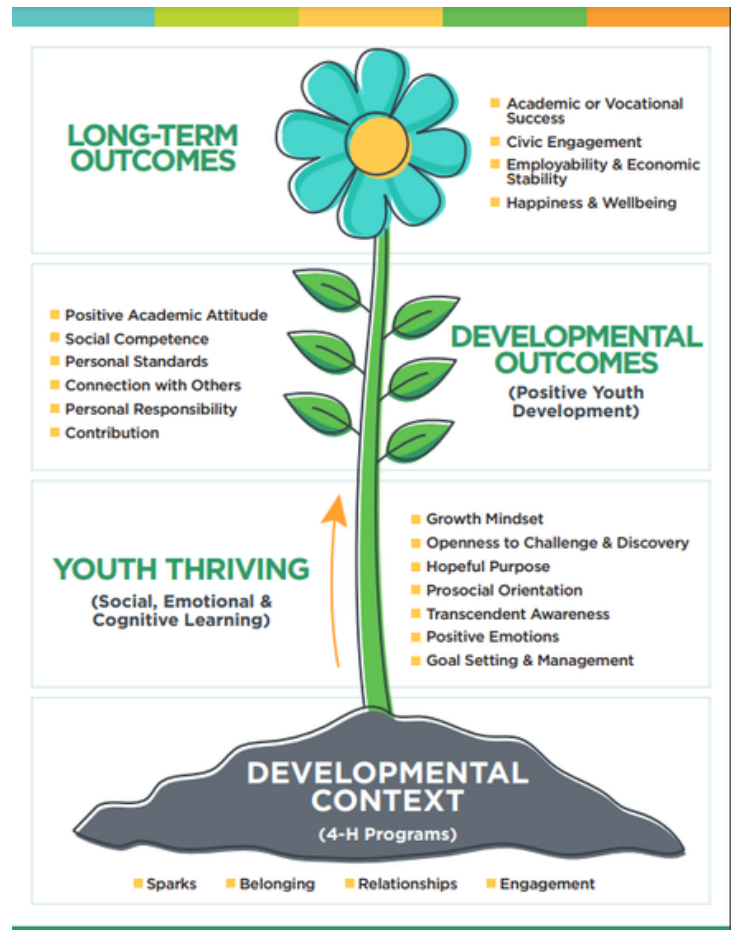 LONG-TERM
OUTCOMES
Academic or Vocational
Success
Civic Engagement
Employability & Economic
Stability
Happiness & Wellbeing
Positive Academic Attitude
Social Competence
Personal Standards
Connection with Others
Personal Responsibility
Contribution
DEVELOPMENTAL
OUTCOMES
(Positive Youth
Development)
YOUTH THRIVING
(Social, Emotional &
Cognitive Learning)
Growth Mindset
Openness to Challenge & Discovery
Hopeful Purpose
Prosocial Orientation
Transcendent Awareness
Positive Emotions
Goal Setting & Management
DEVELOPMENTAL
CONTEXT
(4-H Programs)
Sparks Belonging Relationships Engagement